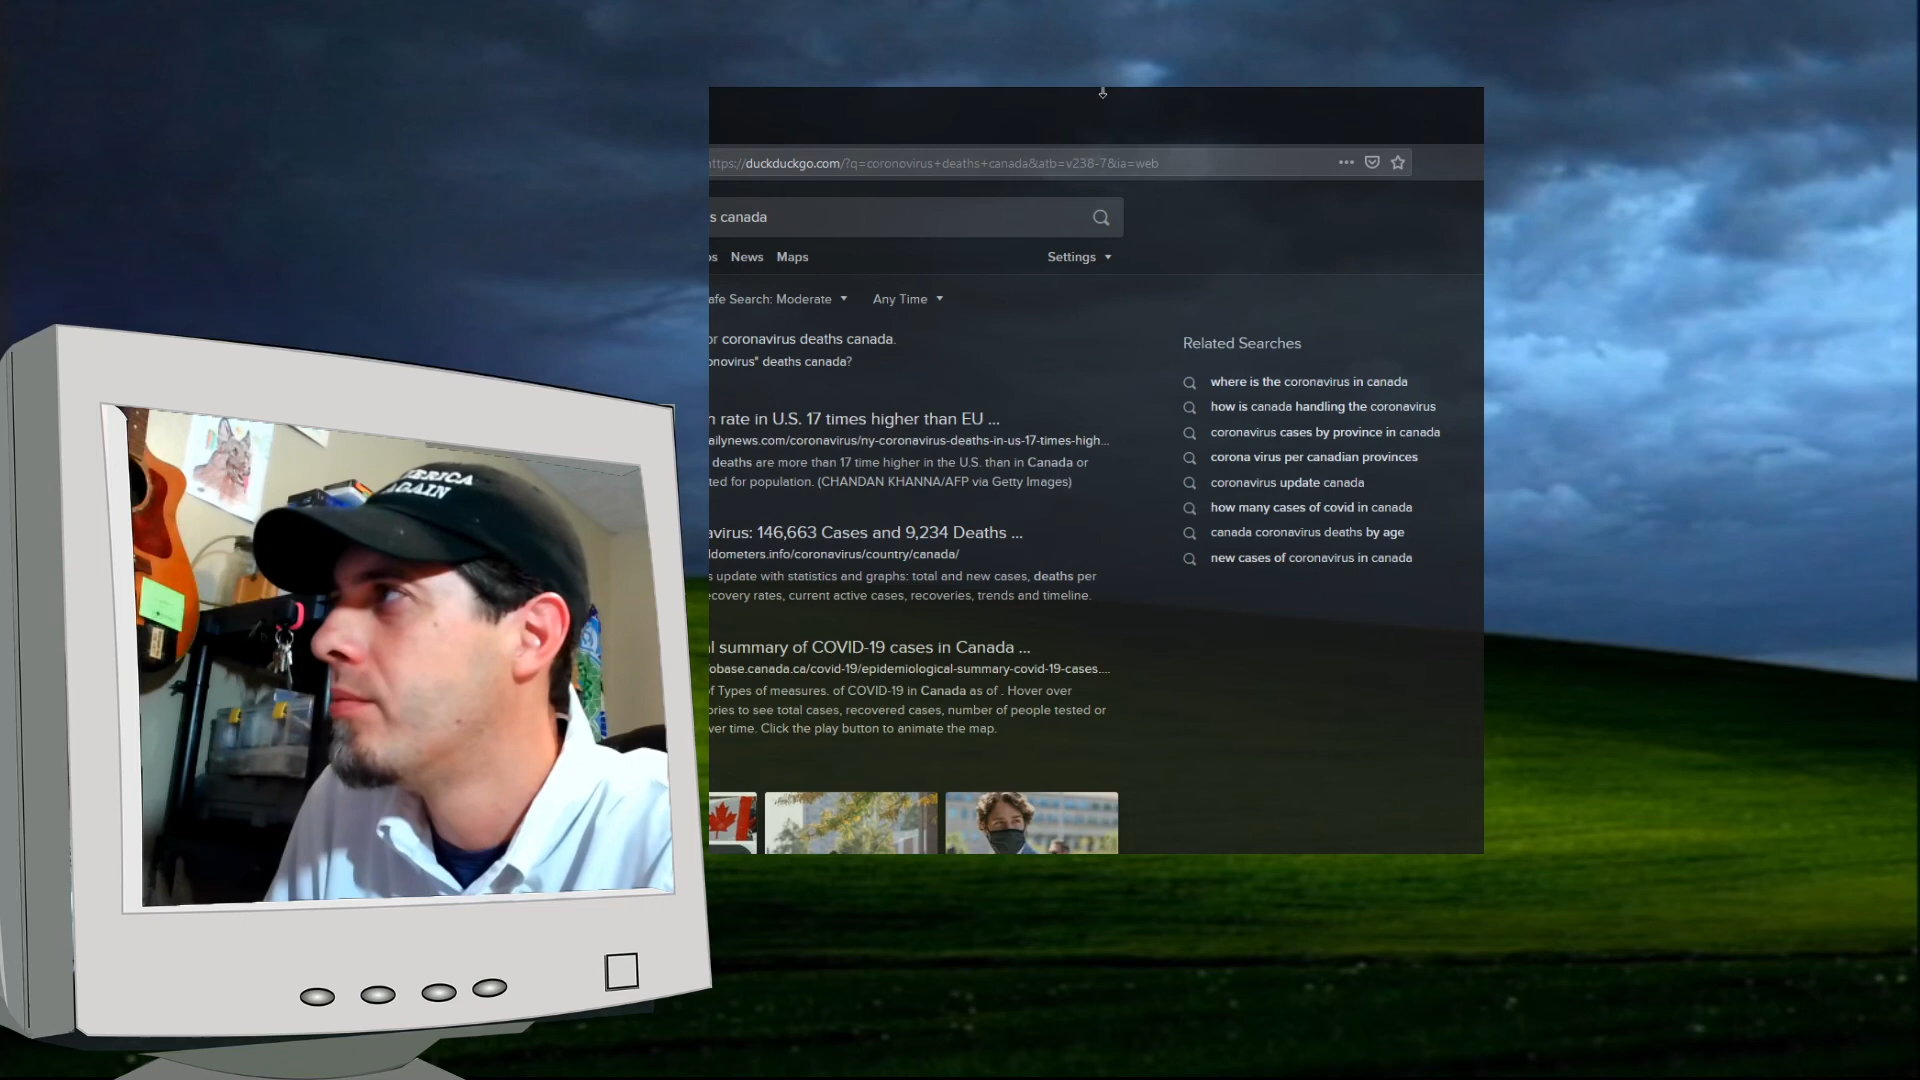 https://duckduckgo.com/?q=coronovirus+deaths+canada&atb=v238-7&ia=web
s canada
os News Maps Settings
afe Search: Moderate Any Time
or coronavirus deaths canada.
onovirus" deaths canada?
n rate in U.S. 17 times higher than EU ...
ailynews.com/coronavirus/ny-coronavirus-deaths-in-us-17-times-high...
deaths are more than 17 time higher in the U.S. than in Canada or
ted for population. (CHANDAN KHANNA/AFP via Getty Images)
avirus: 146,663 Cases and 9,234 Deaths ...
ldometers.info/coronavirus/country/canada/
s update with statistics and graphs: total and new cases, deaths per
ecovery rates, current active cases, recoveries, trends and timeline.
l summary of COVID-19 cases in Canada ...
obase.canada.ca/covid-19/epidemiological-summary-covid-19-cases....
of Types of measures. of COVID-19 in Canada as of . Hover over
ories to see total cases, recovered cases, number of people tested or
ver time. Click the play button to animate the map.
Related Searches
where is the coronavirus in canada
how is canada handling the coronavirus
coronavirus cases by province in canada
corona virus per canadian provinces
coronavirus update canada
how many cases of covid in canada
canada coronavirus deaths by age
new cases of coronavirus in canada
ERICA
AGAIN